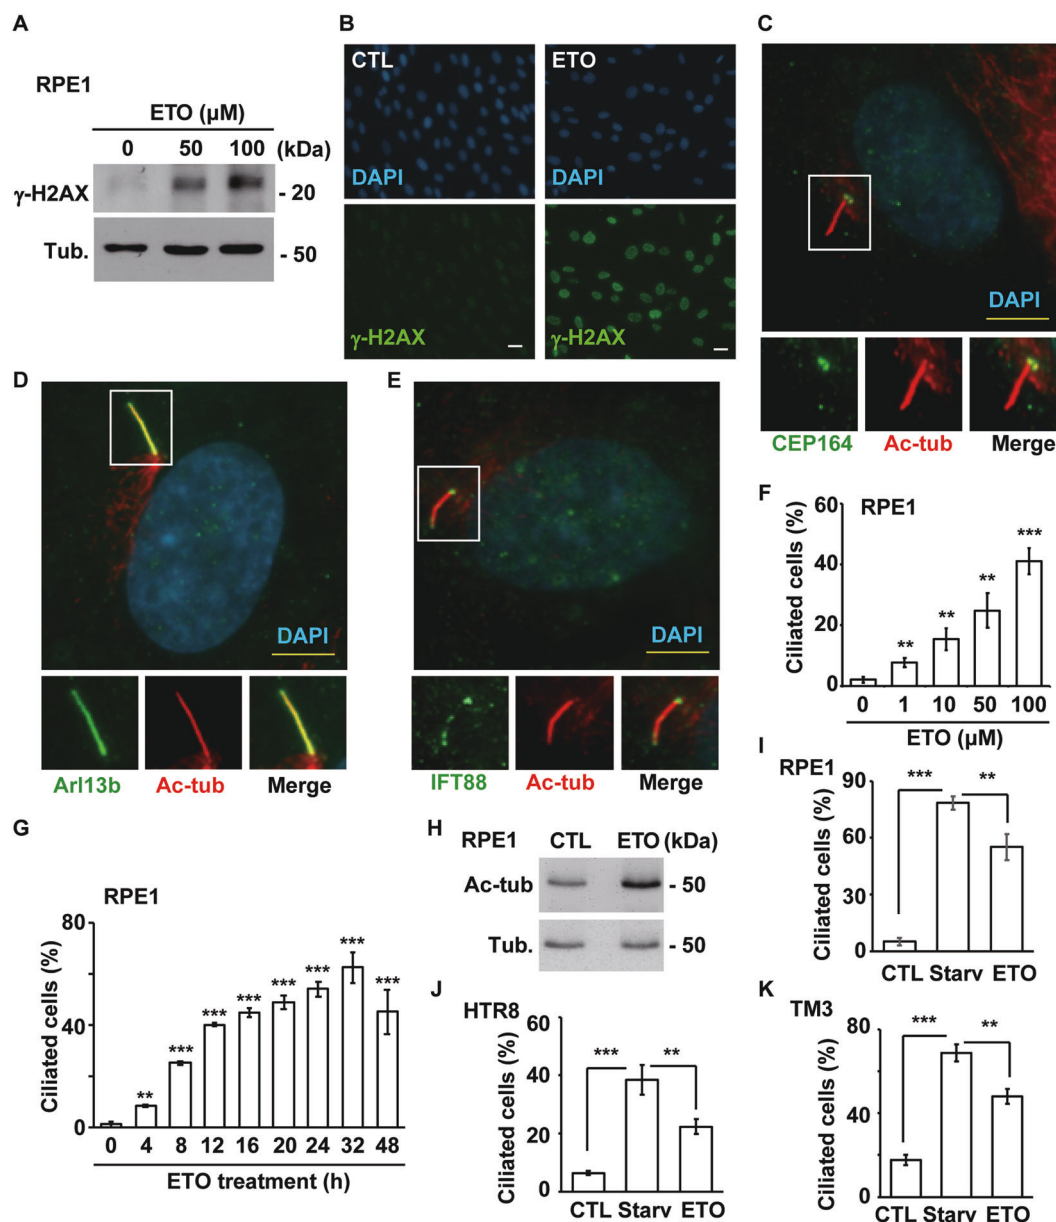 A
RPE1
ETO (µM)
0 50 100 (kDa)
γ-H2AX
- 20
Tub.
- 50
B
CTL
ETO
DAPI
DAPI
γ-H2AX
γ-H2AX
C
DAPI
CEP164 Ac-tub Merge
D
DAPI
Arl13b Ac-tub Merge
E
DAPI
IFT88 Ac-tub Merge
F
RPE1
Ciliated cells (%)
60
40
20
0
** ** ** ***
0 1 10 50 100
ETO (µM)
G
RPE1
Ciliated cells (%)
80
40
0
** *** *** *** *** *** *** ***
0 4 8 12 16 20 24 32 48
ETO treatment (h)
H
RPE1 CTL ETO (kDa)
Ac-tub - 50
Tub. - 50
I
RPE1
Ciliated cells (%)
90
60
30
0
*** **
CTL Starv ETO
J
HTR8
Ciliated cells (%)
60
40
20
0
*** **
CTL Starv ETO
K
TM3
Ciliated cells (%)
80
40
0
*** **
CTL Starv ETO